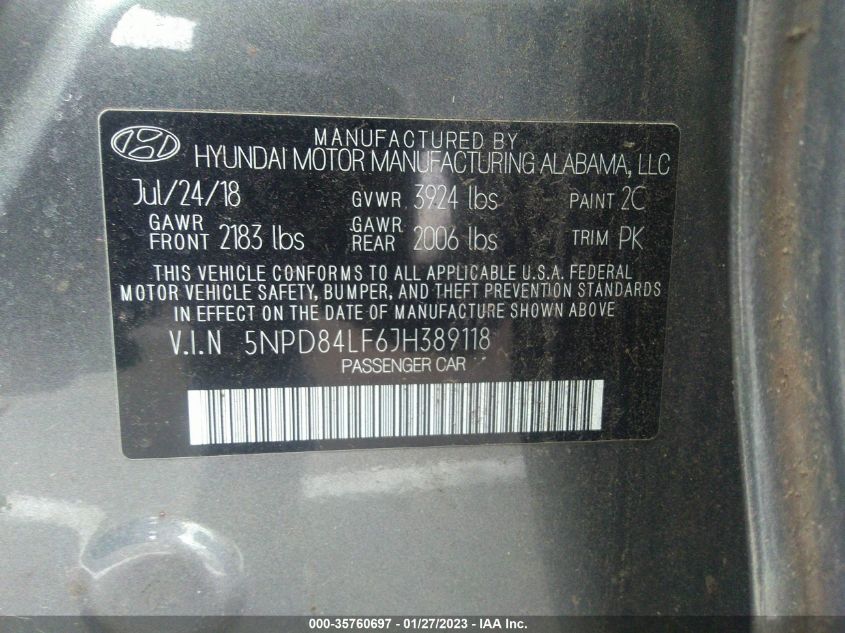 MANUFACTURED BY
HYUNDAI MOTOR MANUFACTURING ALABAMA, LLC
Jul/24/18 GVWR 3924 lbs PAINT 2C
GAWR FRONT 2183 lbs GAWR REAR 2006 lbs TRIM PK
THIS VEHICLE CONFORMS TO ALL APPLICABLE U.S.A. FEDERAL
MOTOR VEHICLE SAFETY, BUMPER, AND THEFT PREVENTION STANDARDS
IN EFFECT ON THE DATE OF MANUFACTURE SHOWN ABOVE
V.I.N 5NPD84LF6JH389118
PASSENGER CAR
000-35760697 - 01/27/2023 - IAA Inc.